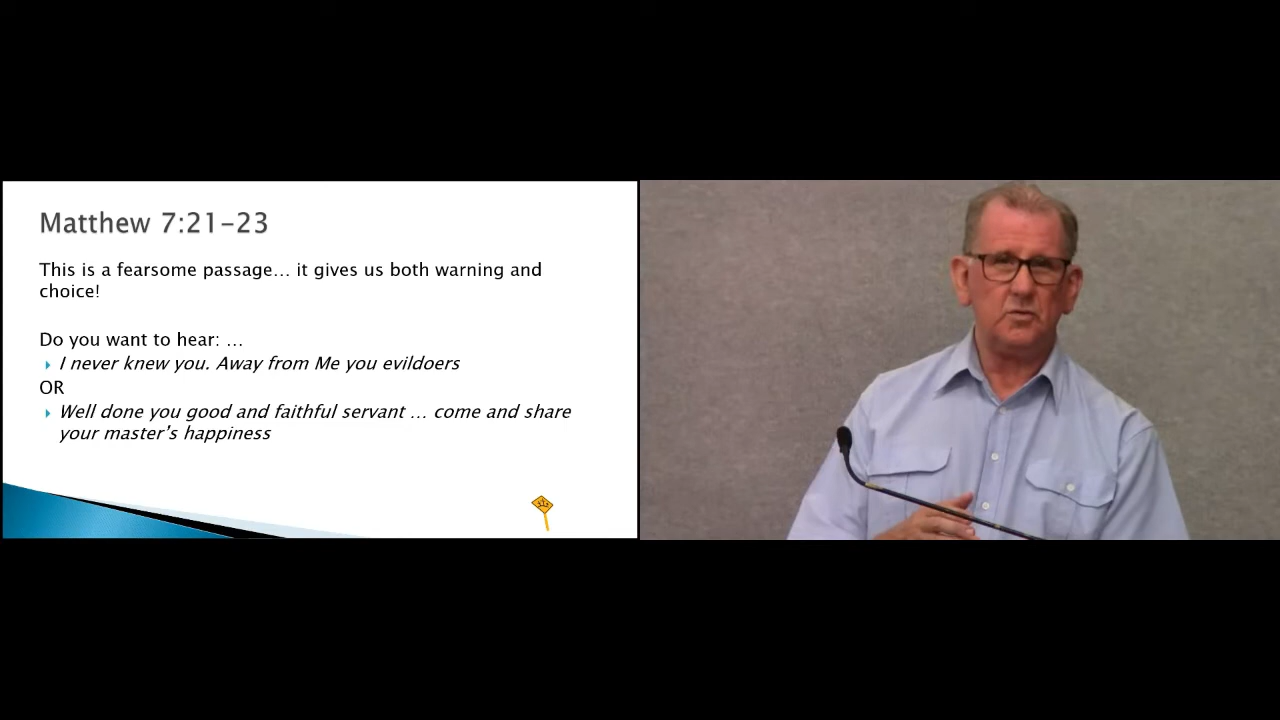 Matthew 7:21-23
This is a fearsome passage... it gives us both warning and
choice!
Do you want to hear: ...
I never knew you. Away from Me you evildoers
OR
Well done you good and faithful servant ... come and share
your master's happiness